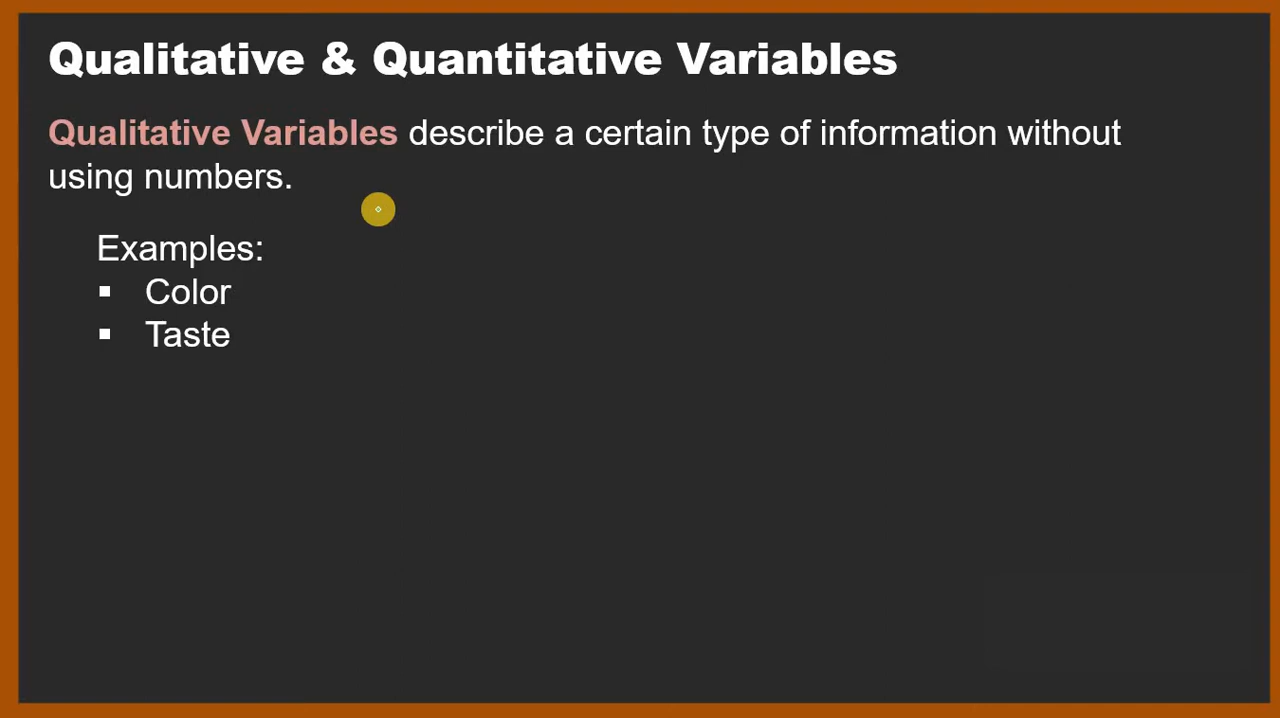 Qualitative & Quantitative Variables
Qualitative Variables describe a certain type of information without
using numbers.
Examples:
▪ Color
▪ Taste